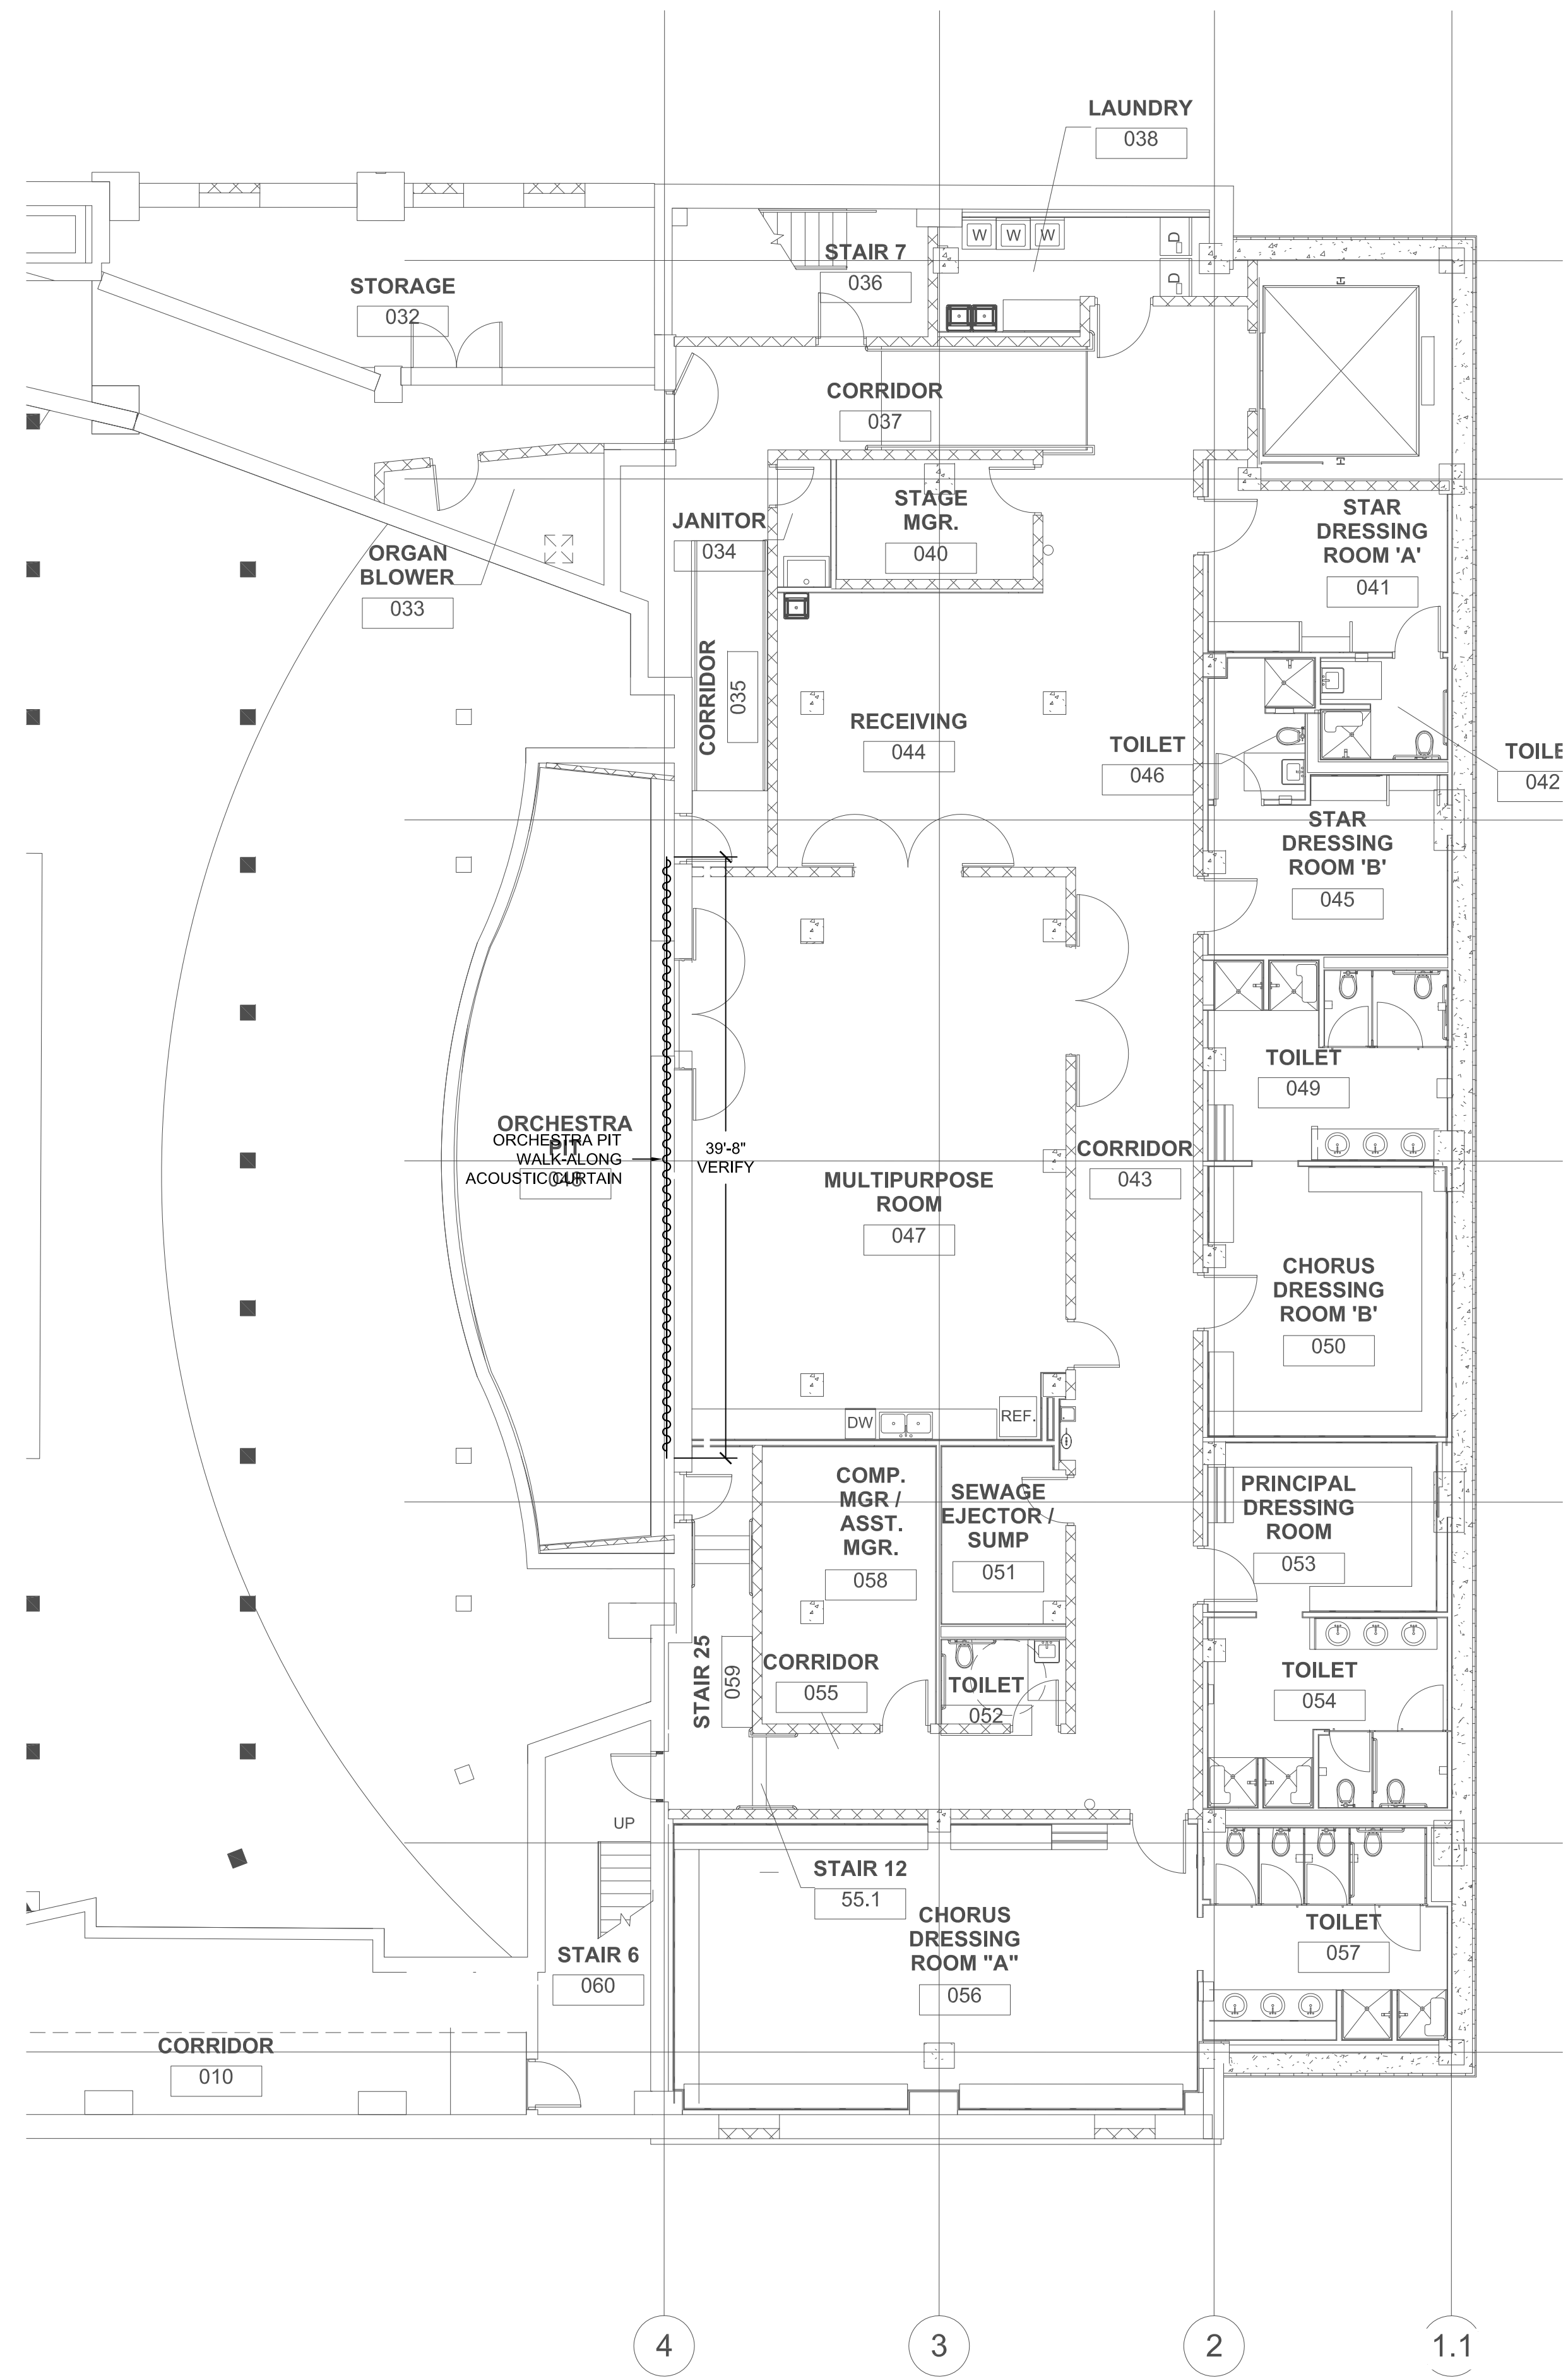 LAUNDRY
038
W
W
W
D
D
STAIR 7
036
STORAGE
032
CORRIDOR
037
STAGE
MGR.
040
JANITOR
034
STAR
DRESSING
ROOM 'A'
041
ORGAN
BLOWER
033
CORRIDOR
035
RECEIVING
044
TOILET
046
TOILE
042
STAR
DRESSING
ROOM 'B'
045
TOILET
049
ORCHESTRA
PIT
048
ORCHESTRA PIT
WALK-ALONG
ACOUSTIC CURTAIN
39'-8"
VERIFY
MULTIPURPOSE
ROOM
047
CORRIDOR
043
CHORUS
DRESSING
ROOM 'B'
050
DW
REF.
COMP.
MGR /
ASST.
MGR.
058
SEWAGE
EJECTOR /
SUMP
051
PRINCIPAL
DRESSING
ROOM
053
STAIR 25
059
CORRIDOR
055
TOILET
052
TOILET
054
UP
STAIR 12
55.1
CHORUS
DRESSING
ROOM "A"
056
TOILET
057
STAIR 6
060
CORRIDOR
010
4
3
2
1.1